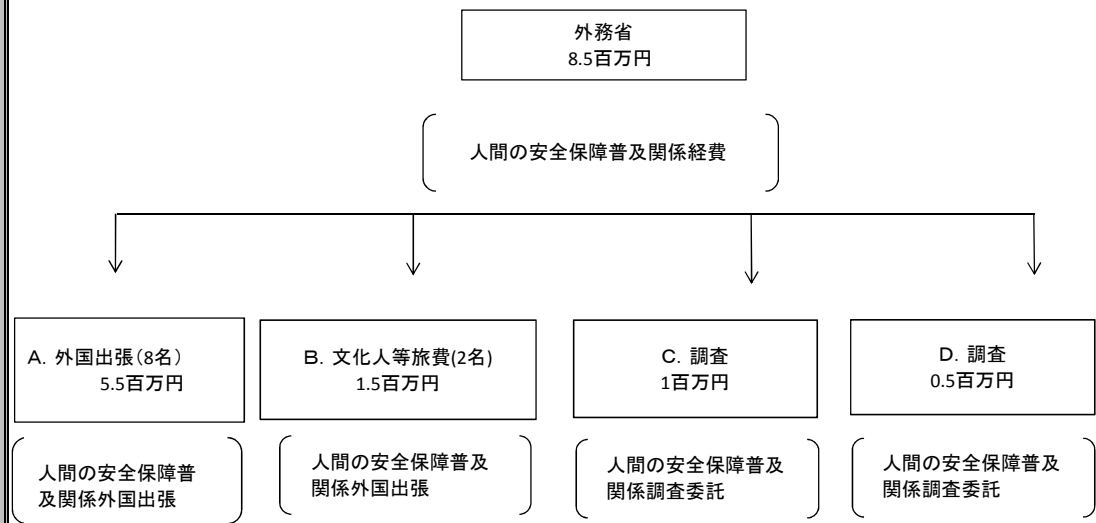 外務省
8.5百万円
人間の安全保障普及関係経費
A. 外国出張(8名)
5.5百万円
人間の安全保障普
及関係外国出張
B. 文化人等旅費(2名)
1.5百万円
人間の安全保障普及
関係外国出張
C. 調査
1百万円
人間の安全保障普及
関係調査委託
D. 調査
0.5百万円
人間の安全保障普及
関係調査委託